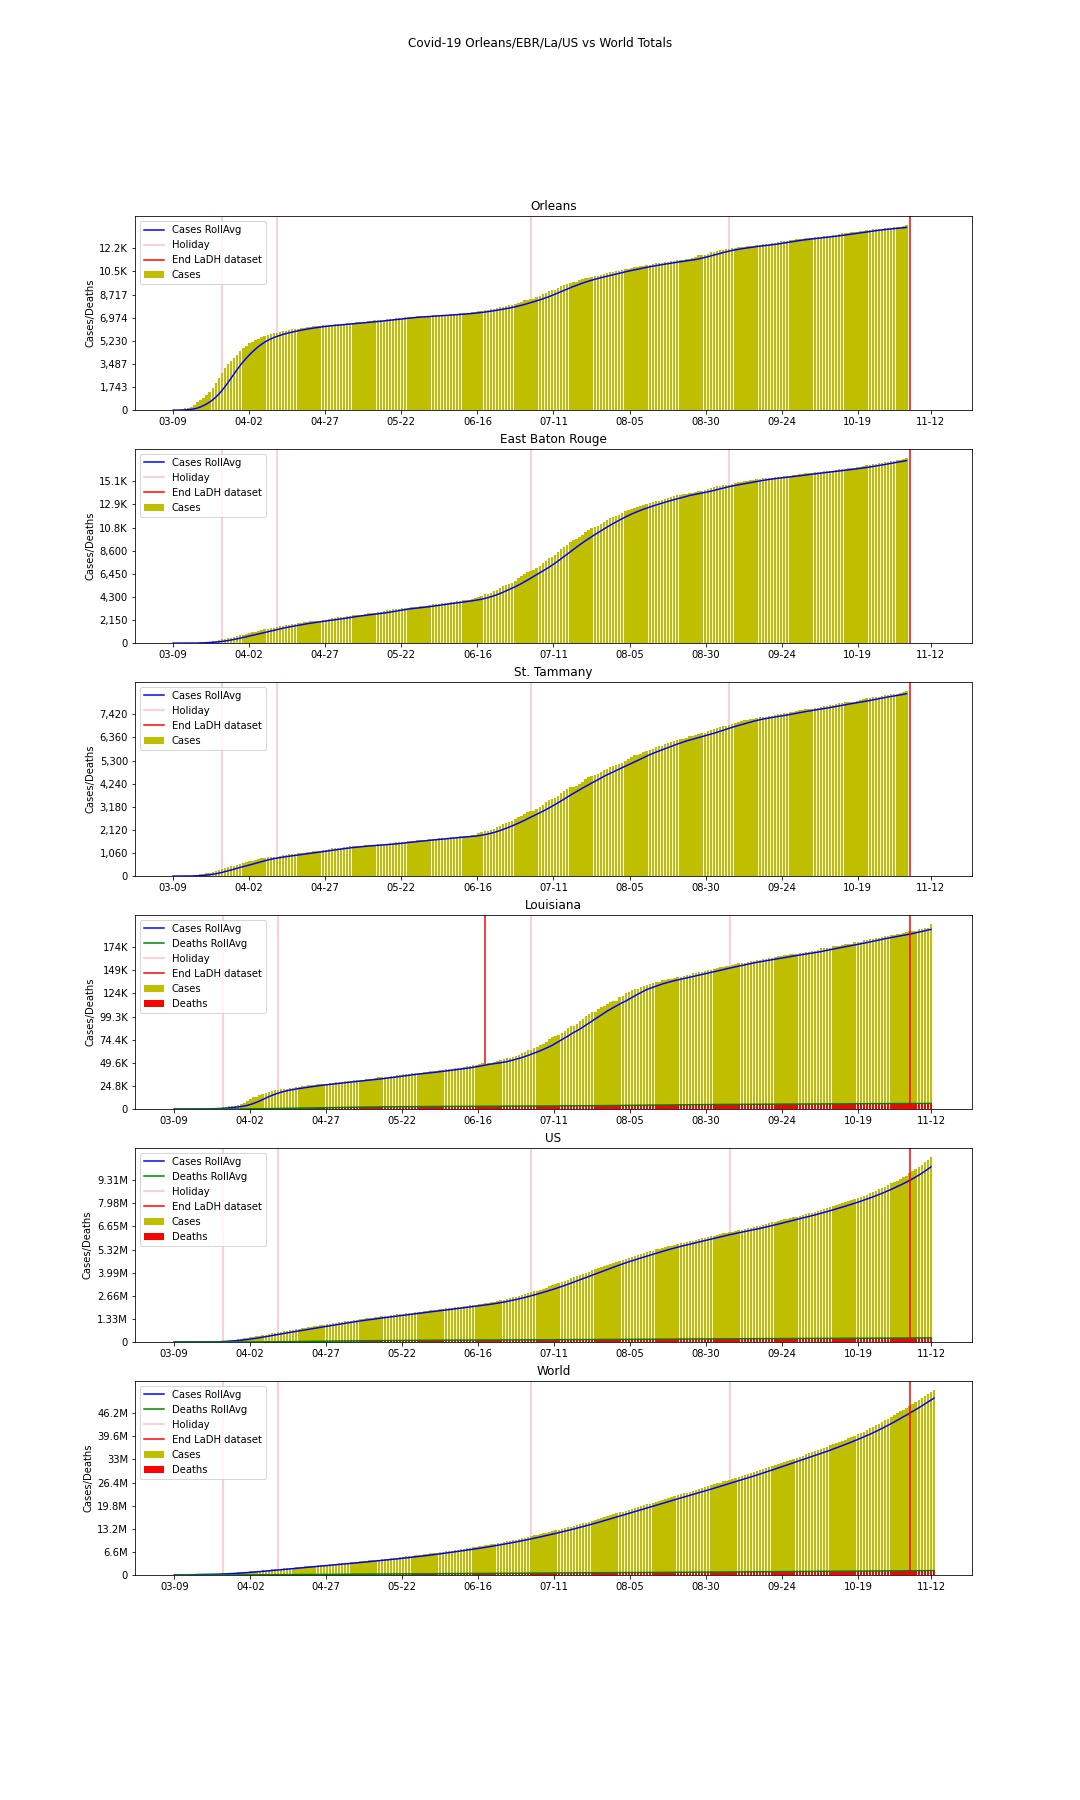 Covid-19 Orleans/EBR/La/US vs World Totals
Orleans
Cases RollAvg
Holiday
End LaDH dataset
Cases
Cases/Deaths
12.2K
10.5K
8,717
6,974
5,230
3,487
1,743
0
03-09 04-02 04-27 05-22 06-16 07-11 08-05 08-30 09-24 10-19 11-12
East Baton Rouge
Cases RollAvg
Holiday
End LaDH dataset
Cases
Cases/Deaths
15.1K
12.9K
10.8K
8,600
6,450
4,300
2,150
0
03-09 04-02 04-27 05-22 06-16 07-11 08-05 08-30 09-24 10-19 11-12
St. Tammany
Cases RollAvg
Holiday
End LaDH dataset
Cases
Cases/Deaths
7,420
6,360
5,300
4,240
3,180
2,120
1,060
0
03-09 04-02 04-27 05-22 06-16 07-11 08-05 08-30 09-24 10-19 11-12
Louisiana
Cases RollAvg
Deaths RollAvg
Holiday
End LaDH dataset
Cases
Deaths
Cases/Deaths
174K
149K
124K
99.3K
74.4K
49.6K
24.8K
0
03-09 04-02 04-27 05-22 06-16 07-11 08-05 08-30 09-24 10-19 11-12
US
Cases RollAvg
Deaths RollAvg
Holiday
End LaDH dataset
Cases
Deaths
Cases/Deaths
9.31M
7.98M
6.65M
5.32M
3.99M
2.66M
1.33M
0
03-09 04-02 04-27 05-22 06-16 07-11 08-05 08-30 09-24 10-19 11-12
World
Cases RollAvg
Deaths RollAvg
Holiday
End LaDH dataset
Cases
Deaths
Cases/Deaths
46.2M
39.6M
33M
26.4M
19.8M
13.2M
6.6M
0
03-09 04-02 04-27 05-22 06-16 07-11 08-05 08-30 09-24 10-19 11-12